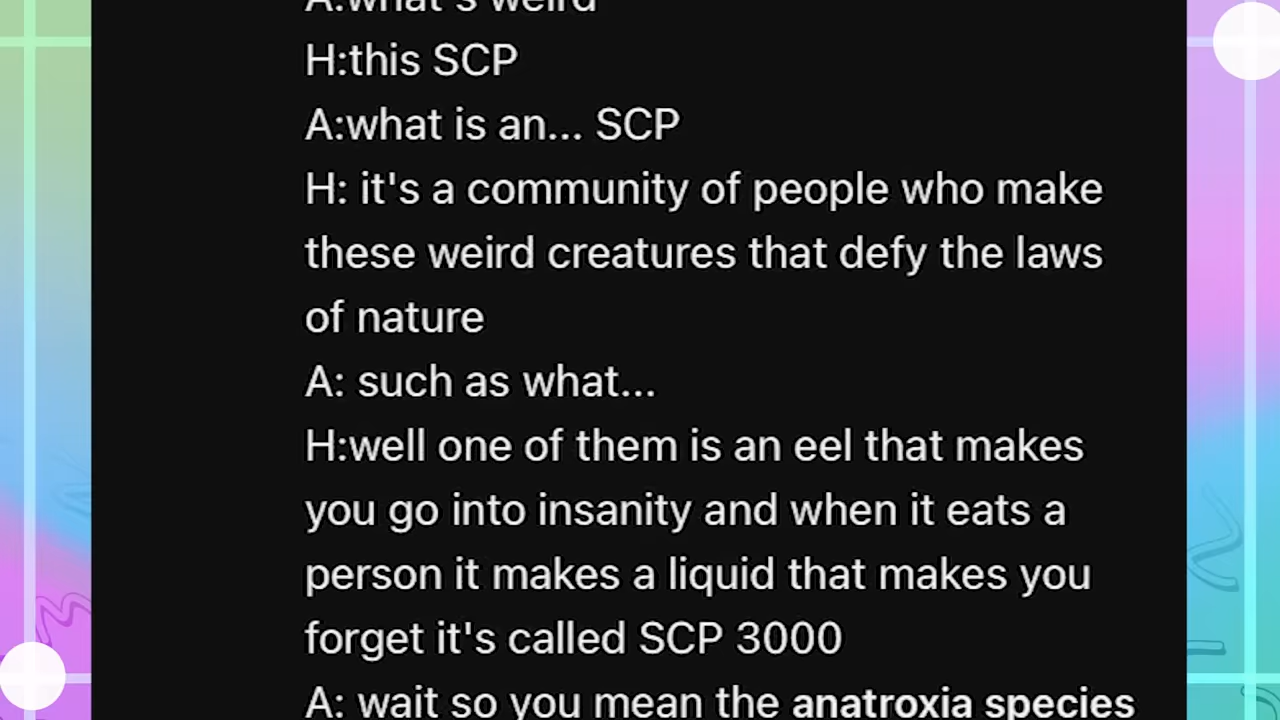 A:what's weird
H:this SCP
A:what is an... SCP
H: it's a community of people who make
these weird creatures that defy the laws
of nature
A: such as what...
H:well one of them is an eel that makes
you go into insanity and when it eats a
person it makes a liquid that makes you
forget it's called SCP 3000
A: wait so you mean the anatroxia species